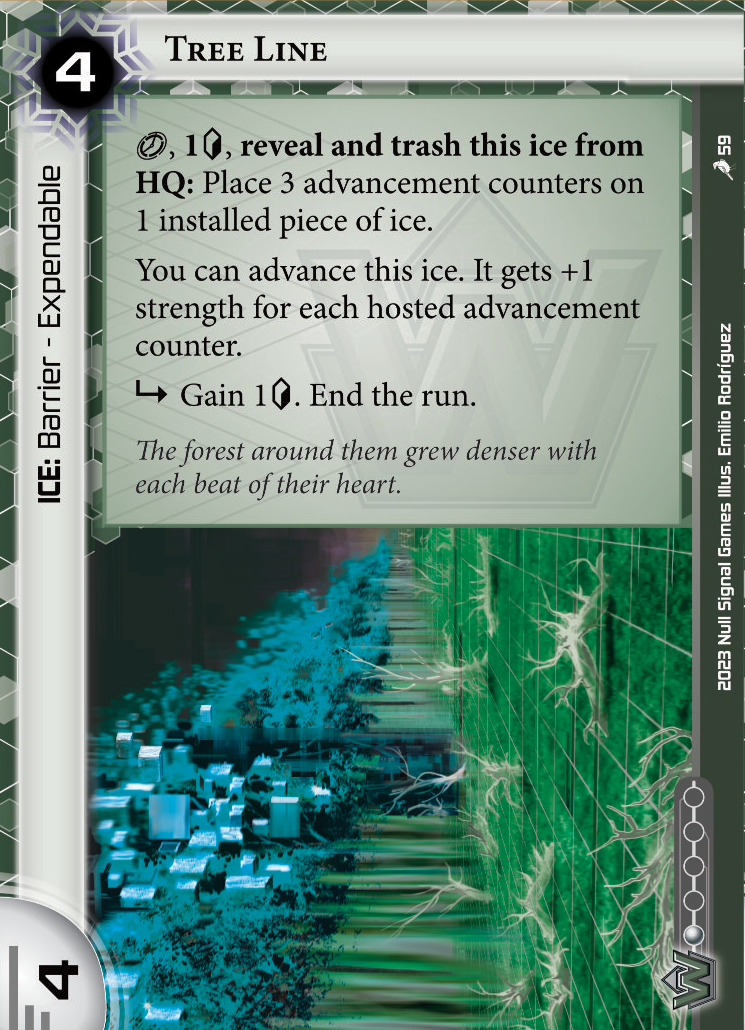 4
Tree Line
, 1, reveal and trash this ice from
HQ: Place 3 advancement counters on
1 installed piece of ice.
You can advance this ice. It gets +1
strength for each hosted advancement
counter.
Gain 1. End the run.
The forest around them grew denser with
each beat of their heart.
ICE: Barrier - Expendable
4
59
2023 Null Signal Games Illus. Emilio Rodríguez
W